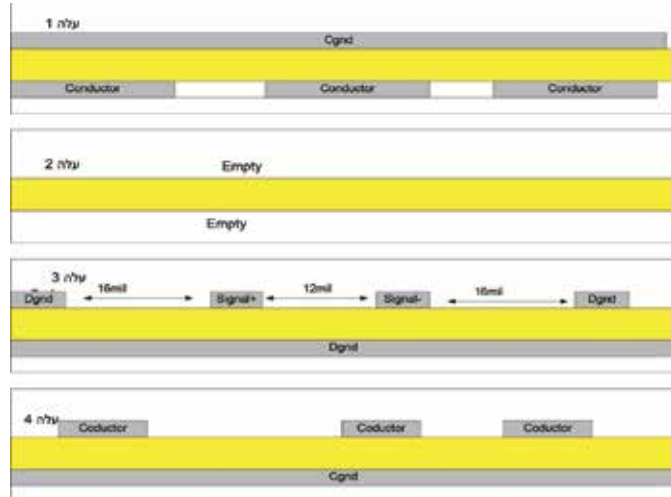 עלה 1
Cgnd
Conductor Conductor Conductor
עלה 2
Empty
Empty
עלה 3
16mil 12mil 16mil
Dgnd Signal+ Signal- Dgnd
Dgnd
עלה 4
Coductor Coductor Coductor
Cgnd